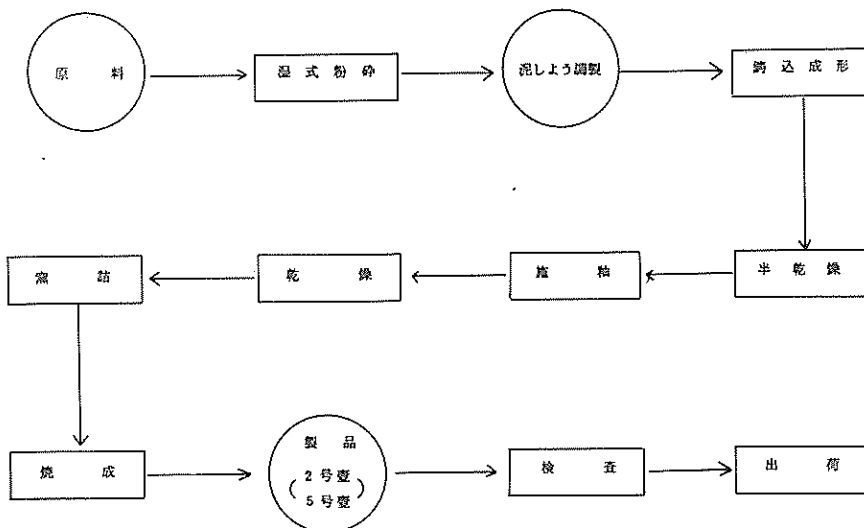 原料
湿式粉砕
泥しよう調製
鋳込成形
半乾燥
施釉
乾燥
窯詰
焼成
製品
(2号壺
5号壺)
検査
出荷